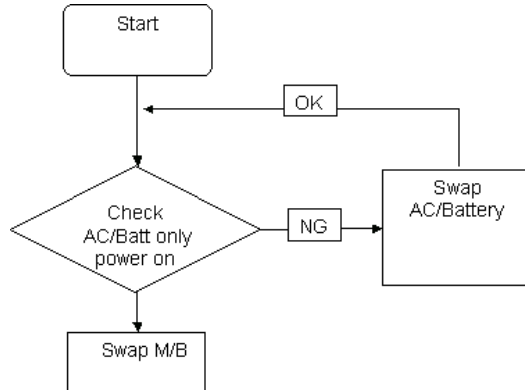 Start
OK
Check
AC/Batt only
power on
NG
Swap
AC/Battery
Swap M/B